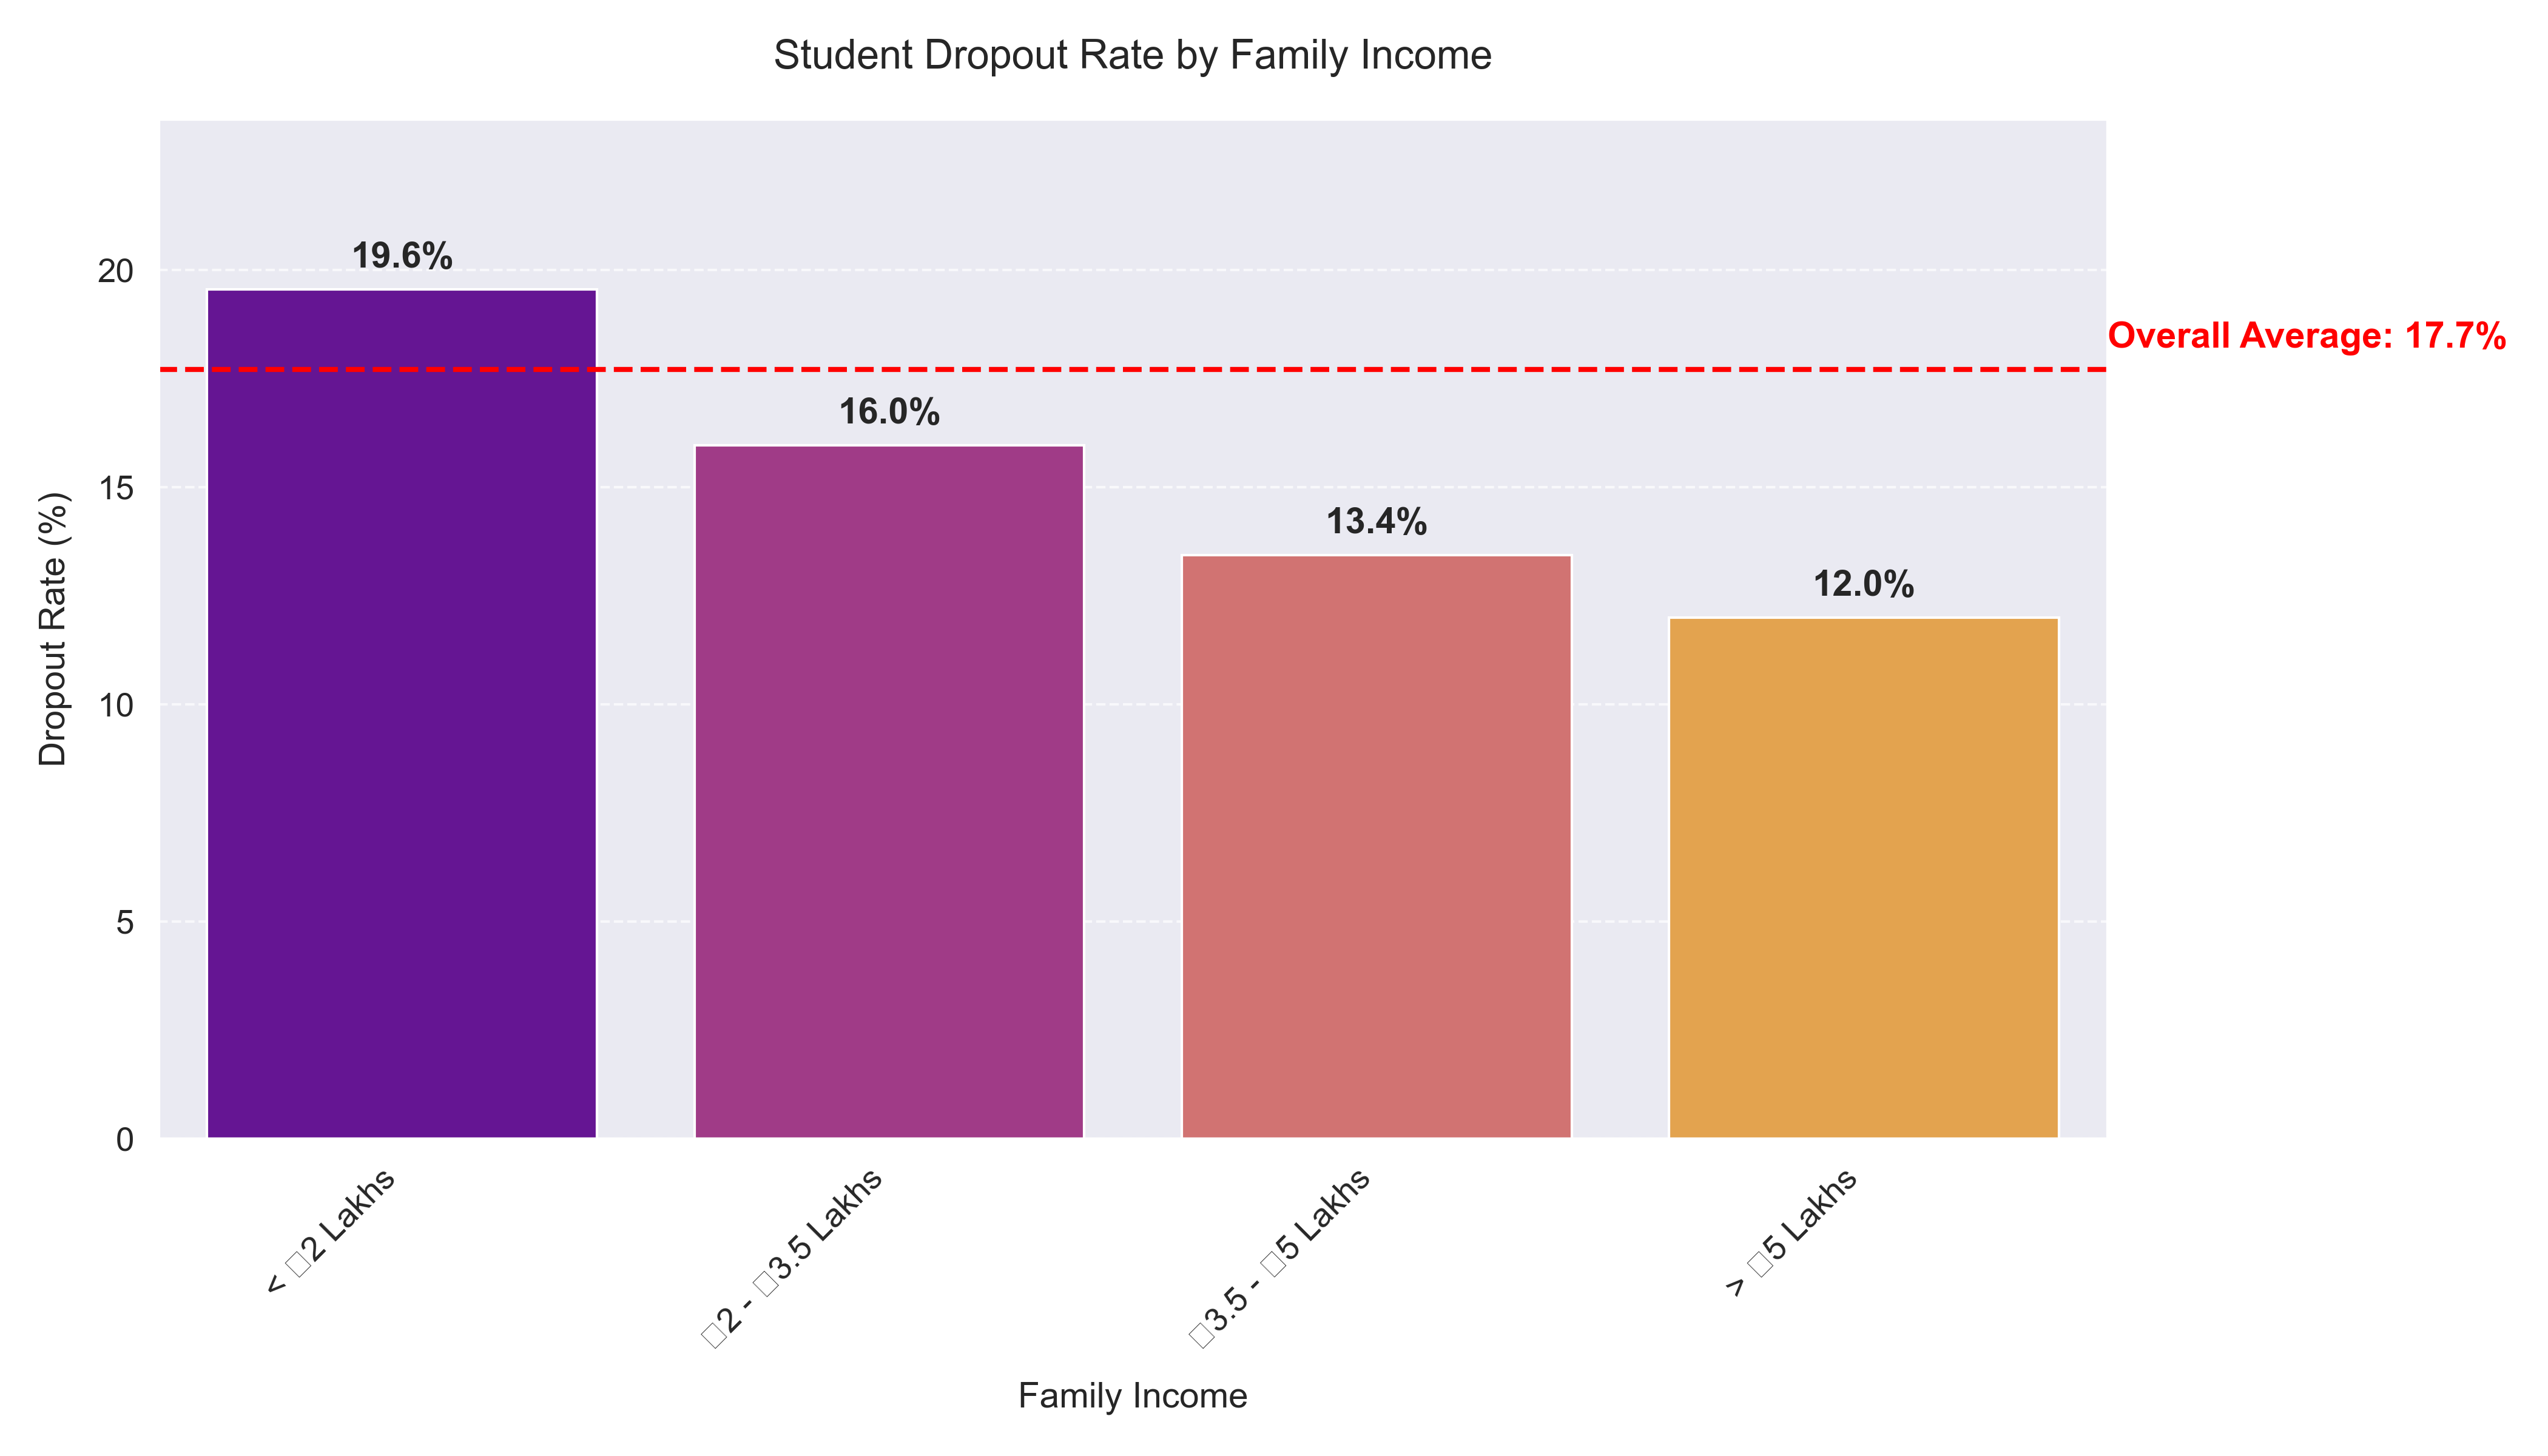 Student Dropout Rate by Family Income
19.6%
16.0%
13.4%
12.0%
Overall Average: 17.7%
Dropout Rate (%)
20
15
10
5
0
< □2 Lakhs
□2 - □3.5 Lakhs
□3.5 - □5 Lakhs
> □5 Lakhs
Family Income